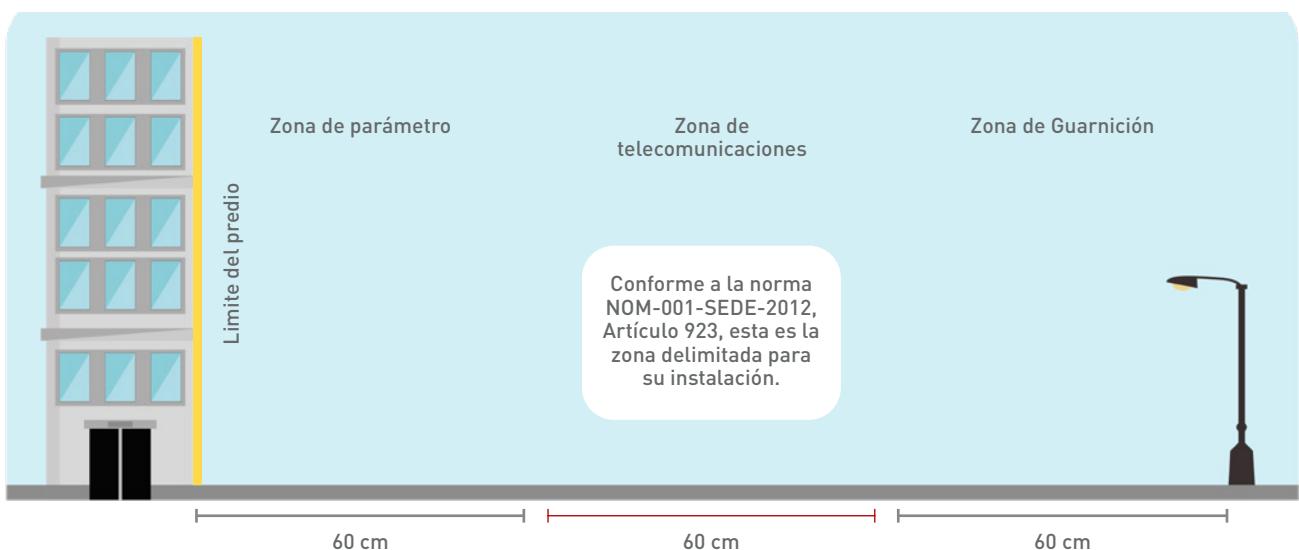 Zona de parámetro
Zona de
telecomunicaciones
Zona de Guarnición
Limite del predio
Conforme a la norma
NOM-001-SEDE-2012,
Artículo 923, esta es la
zona delimitada para
su instalación.
60 cm
60 cm
60 cm